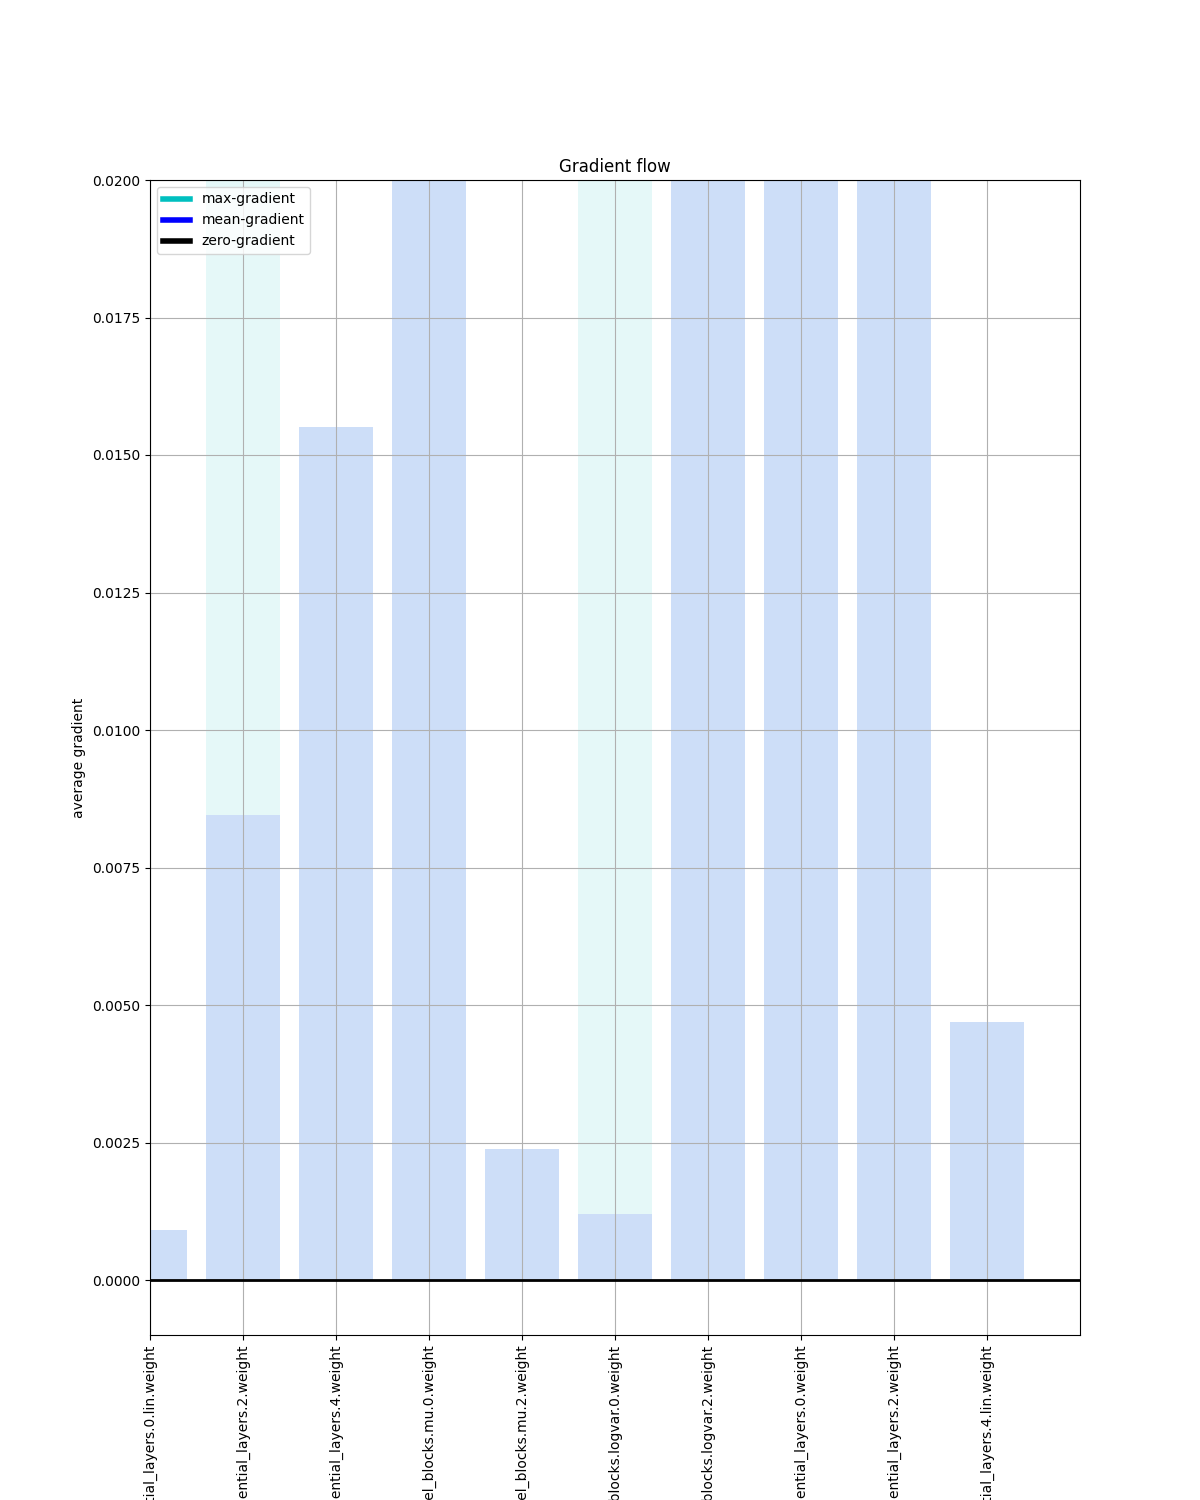 Gradient flow
max-gradient
mean-gradient
zero-gradient
0.0200
0.0175
0.0150
0.0125
0.0100
0.0075
0.0050
0.0025
0.0000
average gradient
tial_layers.0.lin.weight
ential_layers.2.weight
ential_layers.4.weight
el_blocks.mu.0.weight
el_blocks.mu.2.weight
blocks.logvar.0.weight
blocks.logvar.2.weight
ential_layers.0.weight
ential_layers.2.weight
tial_layers.4.lin.weight